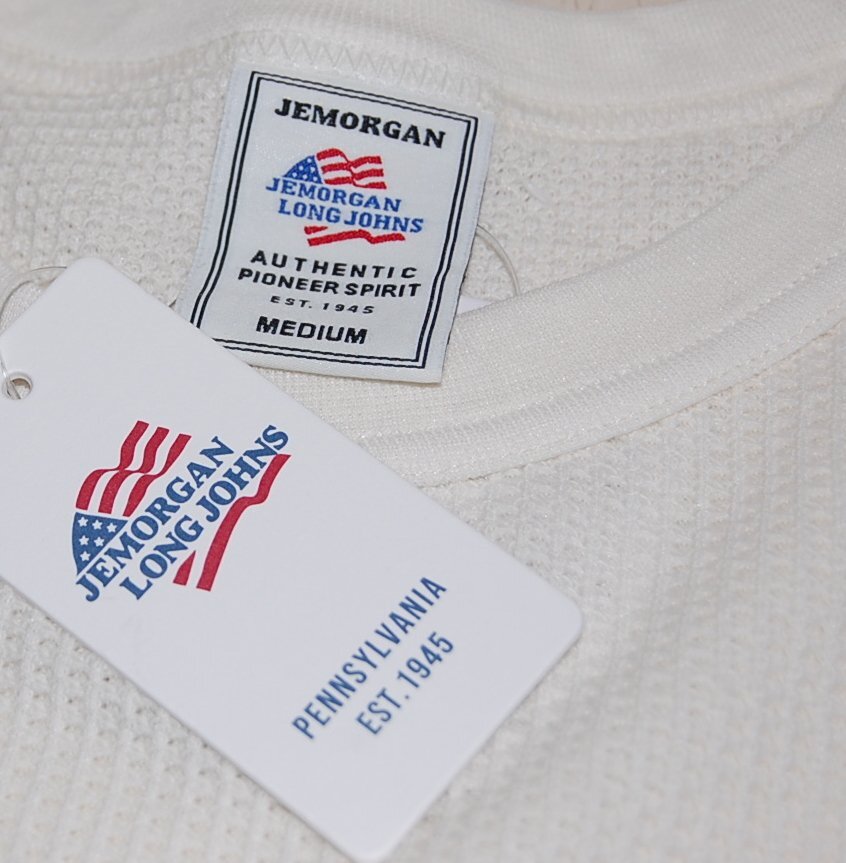 JEMORGAN
JEMORGAN
LONG JOHNS
AUTHENTIC
PIONEER SPIRIT
EST. 1945
MEDIUM
JEMORGAN
LONG JOHNS
PENNSYLVANIA
EST. 1945